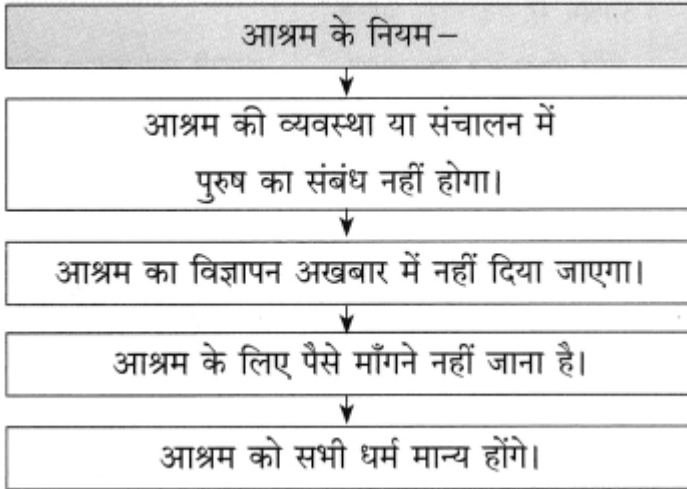 आश्रम के नियम–
आश्रम की व्यवस्था या संचालन में
पुरुष का संबंध नहीं होगा।
आश्रम का विज्ञापन अखबार में नहीं दिया जाएगा।
आश्रम के लिए पैसे माँगने नहीं जाना है।
आश्रम को सभी धर्म मान्य होंगे।